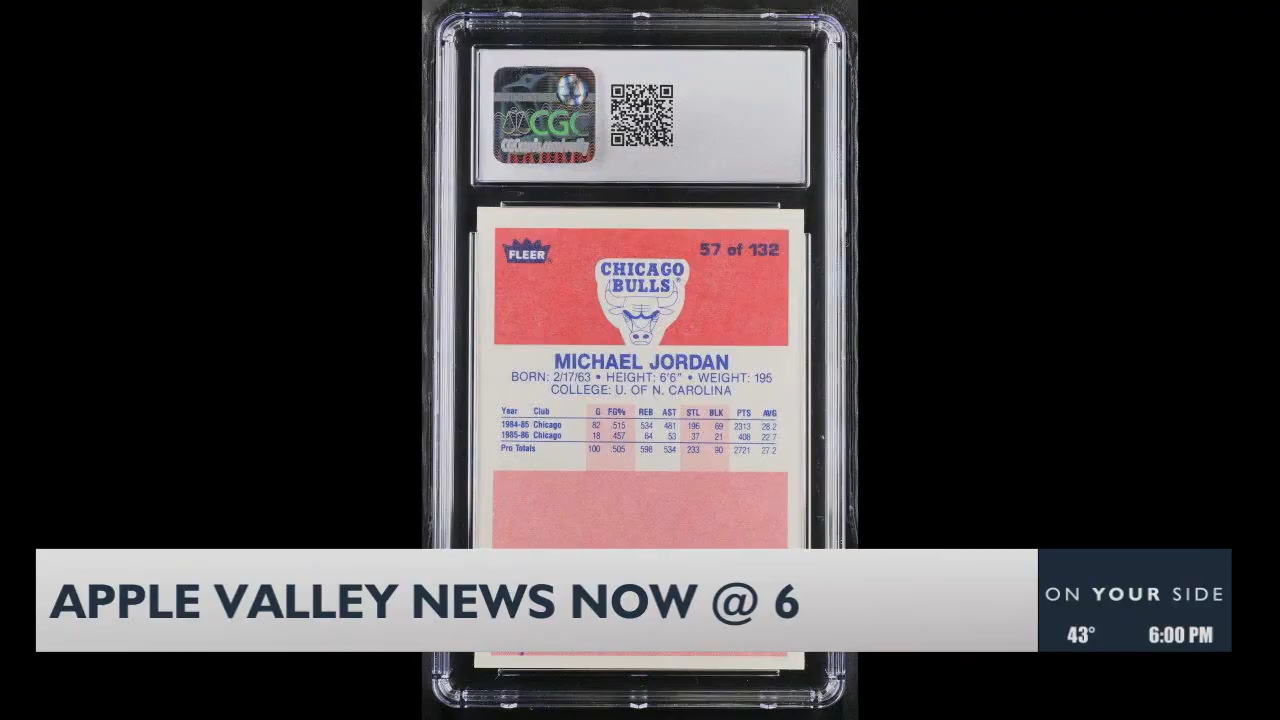 CGC
FLEER
57 of 132
CHICAGO
BULLS
MICHAEL JORDAN
BORN: 2/17/63 • HEIGHT: 6'6" • WEIGHT: 195
COLLEGE: U. OF N. CAROLINA
Year Club G FG% REB AST STL BLK PTS AVG
1984-85 Chicago 82 .515 534 481 196 69 2313 28.2
1985-86 Chicago 18 .457 64 53 37 21 408 22.7
Pro Totals 100 .505 598 534 233 90 2721 27.2
APPLE VALLEY NEWS NOW @ 6
ON YOUR SIDE
43° 6:00 PM